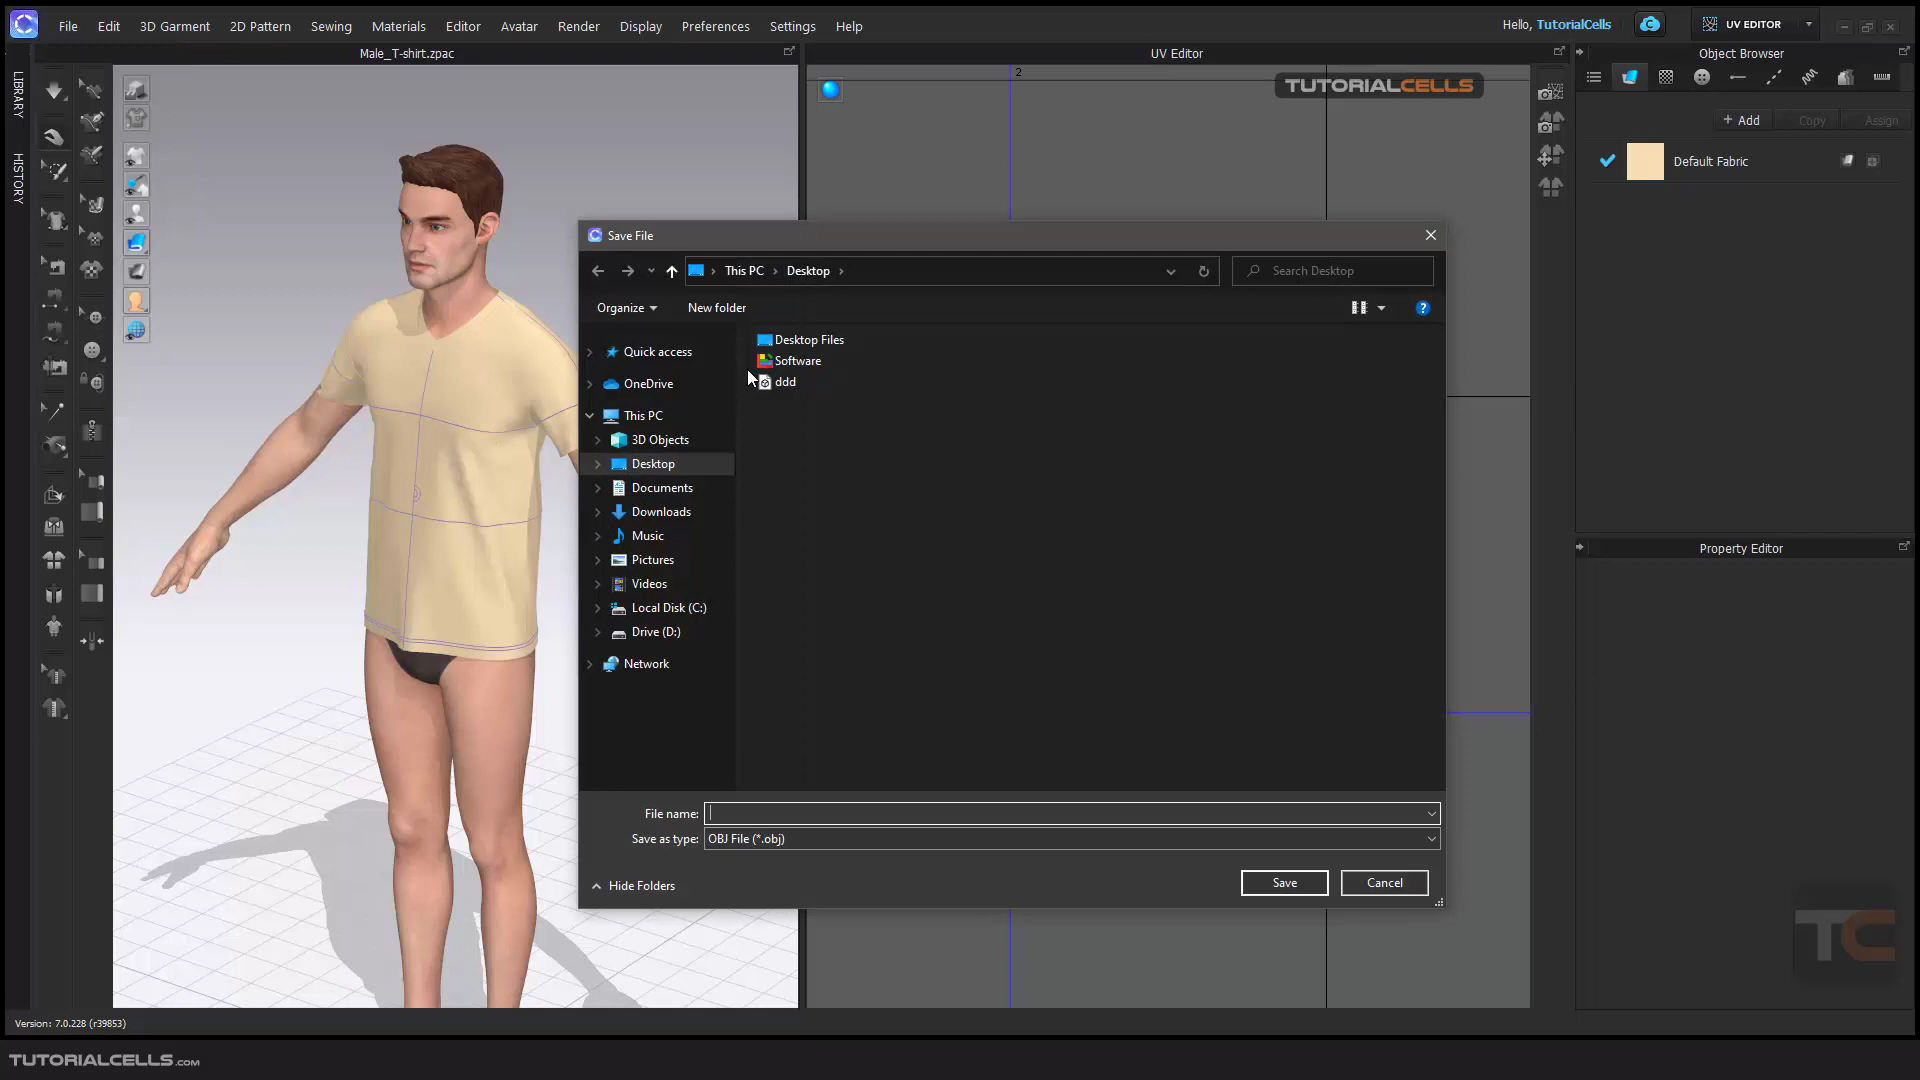 File Edit 3D Garment 2D Pattern Sewing Materials Editor Avatar Render Display Preferences Settings Help
Hello, TutorialCells
UV EDITOR
Male_T-shirt.zpac
UV Editor
Object Browser
LIBRARY
HISTORY
2
TUTORIALCELLS
+ Add Copy Assign
Default Fabric
Save File
This PC > Desktop >
Search Desktop
Organize
New folder
Quick access
OneDrive
This PC
3D Objects
Desktop
Documents
Downloads
Music
Pictures
Videos
Local Disk (C:)
Drive (D:)
Network
Desktop Files
Software
ddd
Property Editor
File name:
Save as type: OBJ File (*.obj)
Hide Folders
Save
Cancel
TC
Version: 7.0.228 (r39853)
TUTORIALCELLS.com